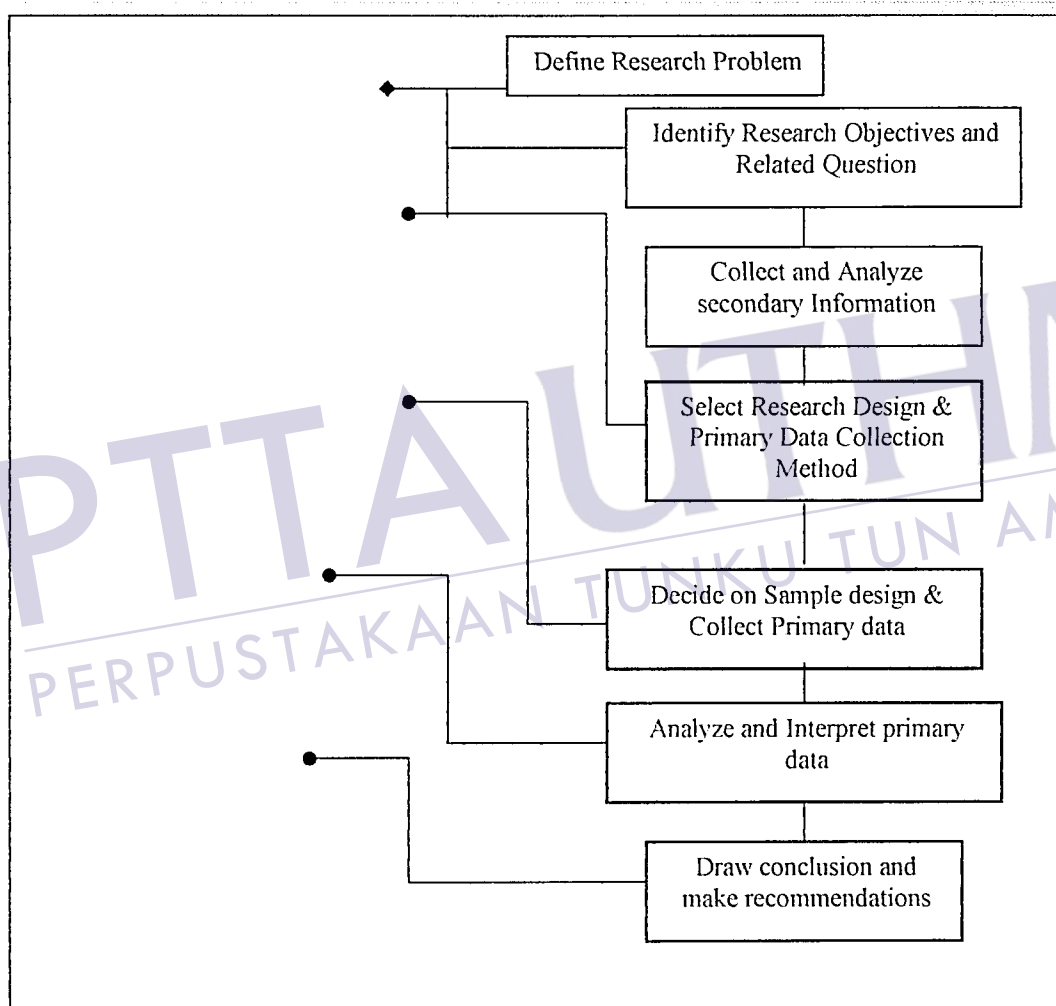 Define Research Problem
Identify Research Objectives and
Related Question
Collect and Analyze
secondary Information
Select Research Design &
Primary Data Collection
Method
Decide on Sample design &
Collect Primary data
Analyze and Interpret primary
data
Draw conclusion and
make recommendations
PTTA UTHM
PERPUSTAKAAN TUNKU TUN AM